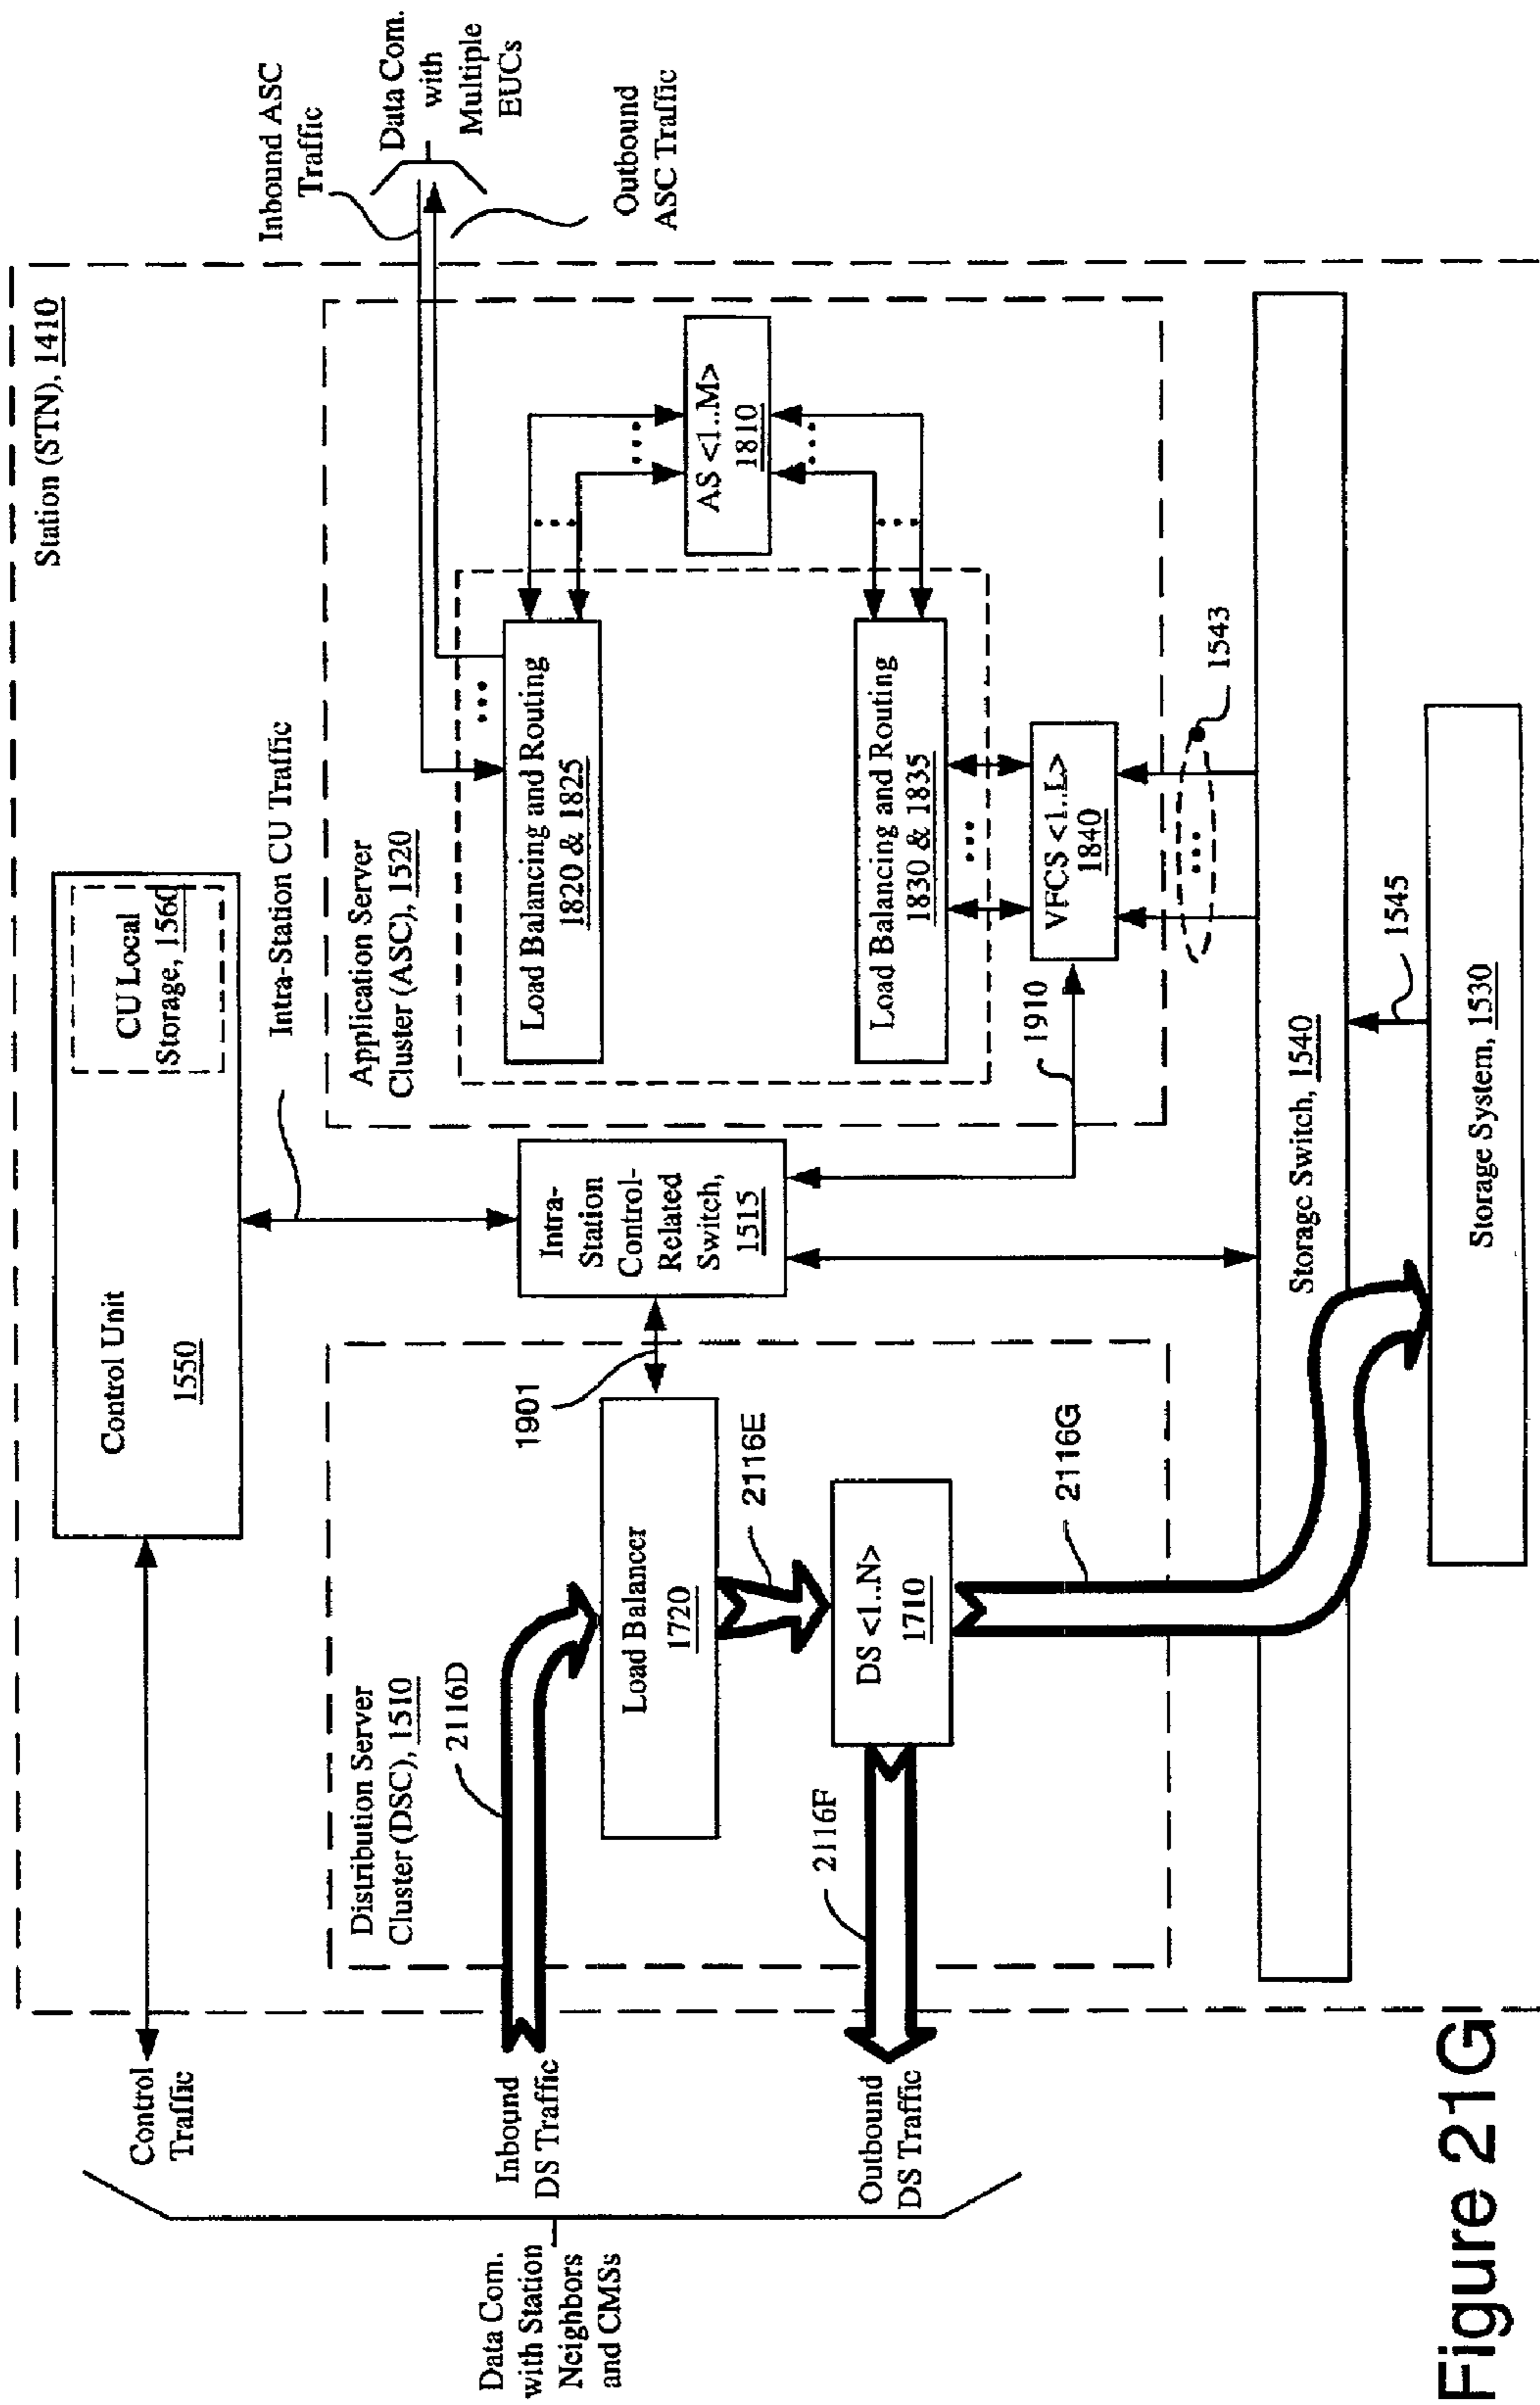 Station (STN), 1410
Control Unit
1550
CU Local
Storage, 1560
Control
Traffic
Intra-Station CU Traffic
Inbound ASC
Traffic
Data Com.
with
Multiple
EUCs
Outbound
ASC Traffic
Data Com.
with Station
Neighbors
and CMSs
Inbound
DS Traffic
Outbound
DS Traffic
Distribution Server
Cluster (DSC), 1510
2116D
Load Balancer
1720
1901
2116E
DS <1..N>
1710
2116F
2116G
Intra-
Station
Control-
Related
Switch,
1515
Application Server
Cluster (ASC), 1520
Load Balancing and Routing
1820 & 1825
AS <1..M>
1810
Load Balancing and Routing
1830 & 1835
1910
VFCS <1..L>
1840
1543
Storage Switch, 1540
1545
Storage System, 1530
Figure 21G